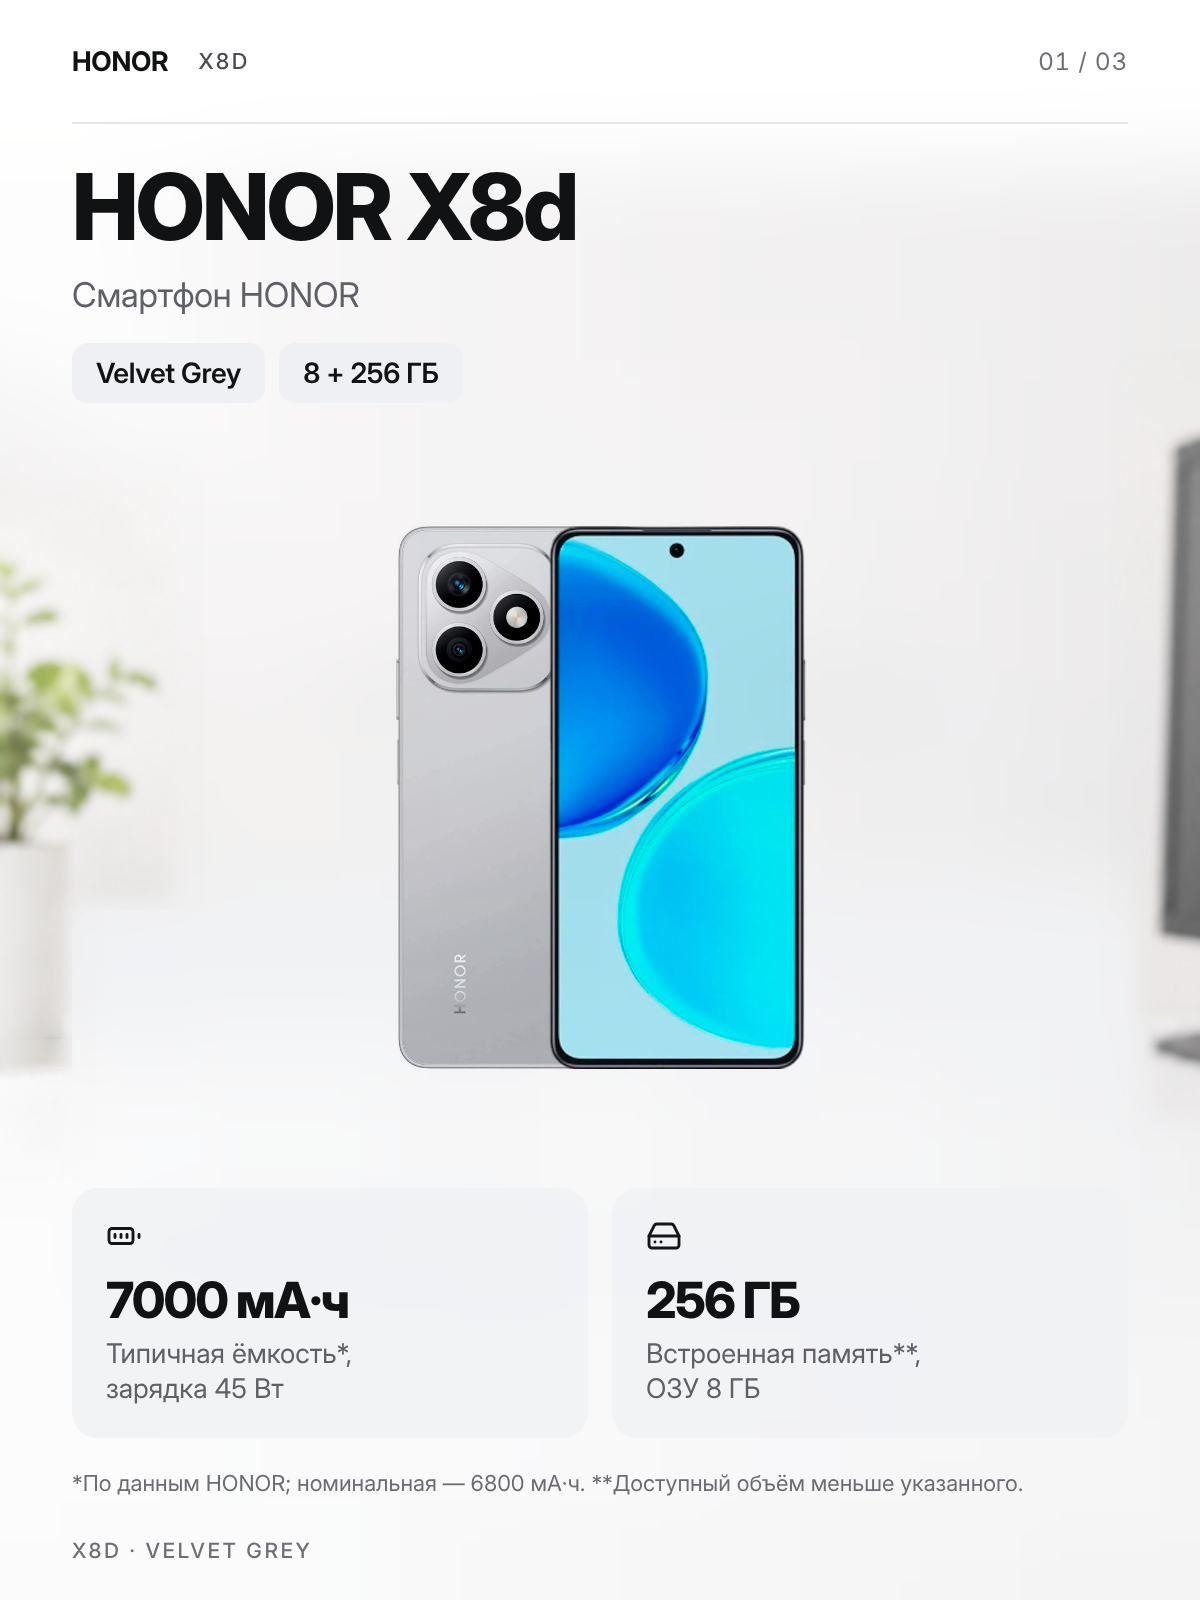 HONOR X8D 01 / 03
HONOR X8d
Смартфон HONOR
Velvet Grey 8 + 256 ГБ
HONOR
7000 мА·ч
Типичная ёмкость*,
зарядка 45 Вт
256 ГБ
Встроенная память**,
ОЗУ 8 ГБ
*По данным HONOR; номинальная — 6800 мА·ч. **Доступный объём меньше указанного.
X8D · VELVET GREY